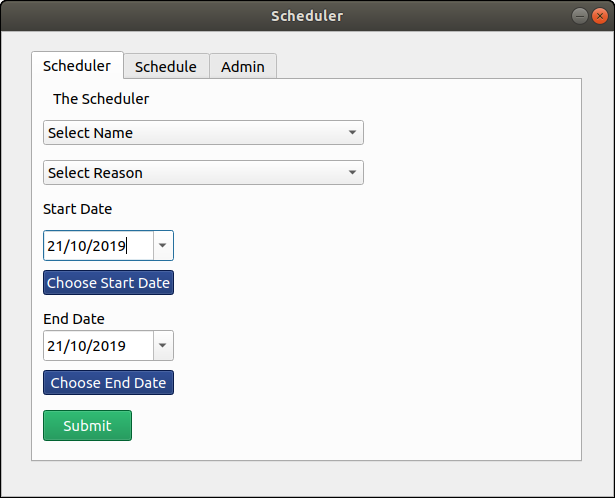 Scheduler
Scheduler Schedule Admin
The Scheduler
Select Name
Select Reason
Start Date
21/10/2019
Choose Start Date
End Date
21/10/2019
Choose End Date
Submit